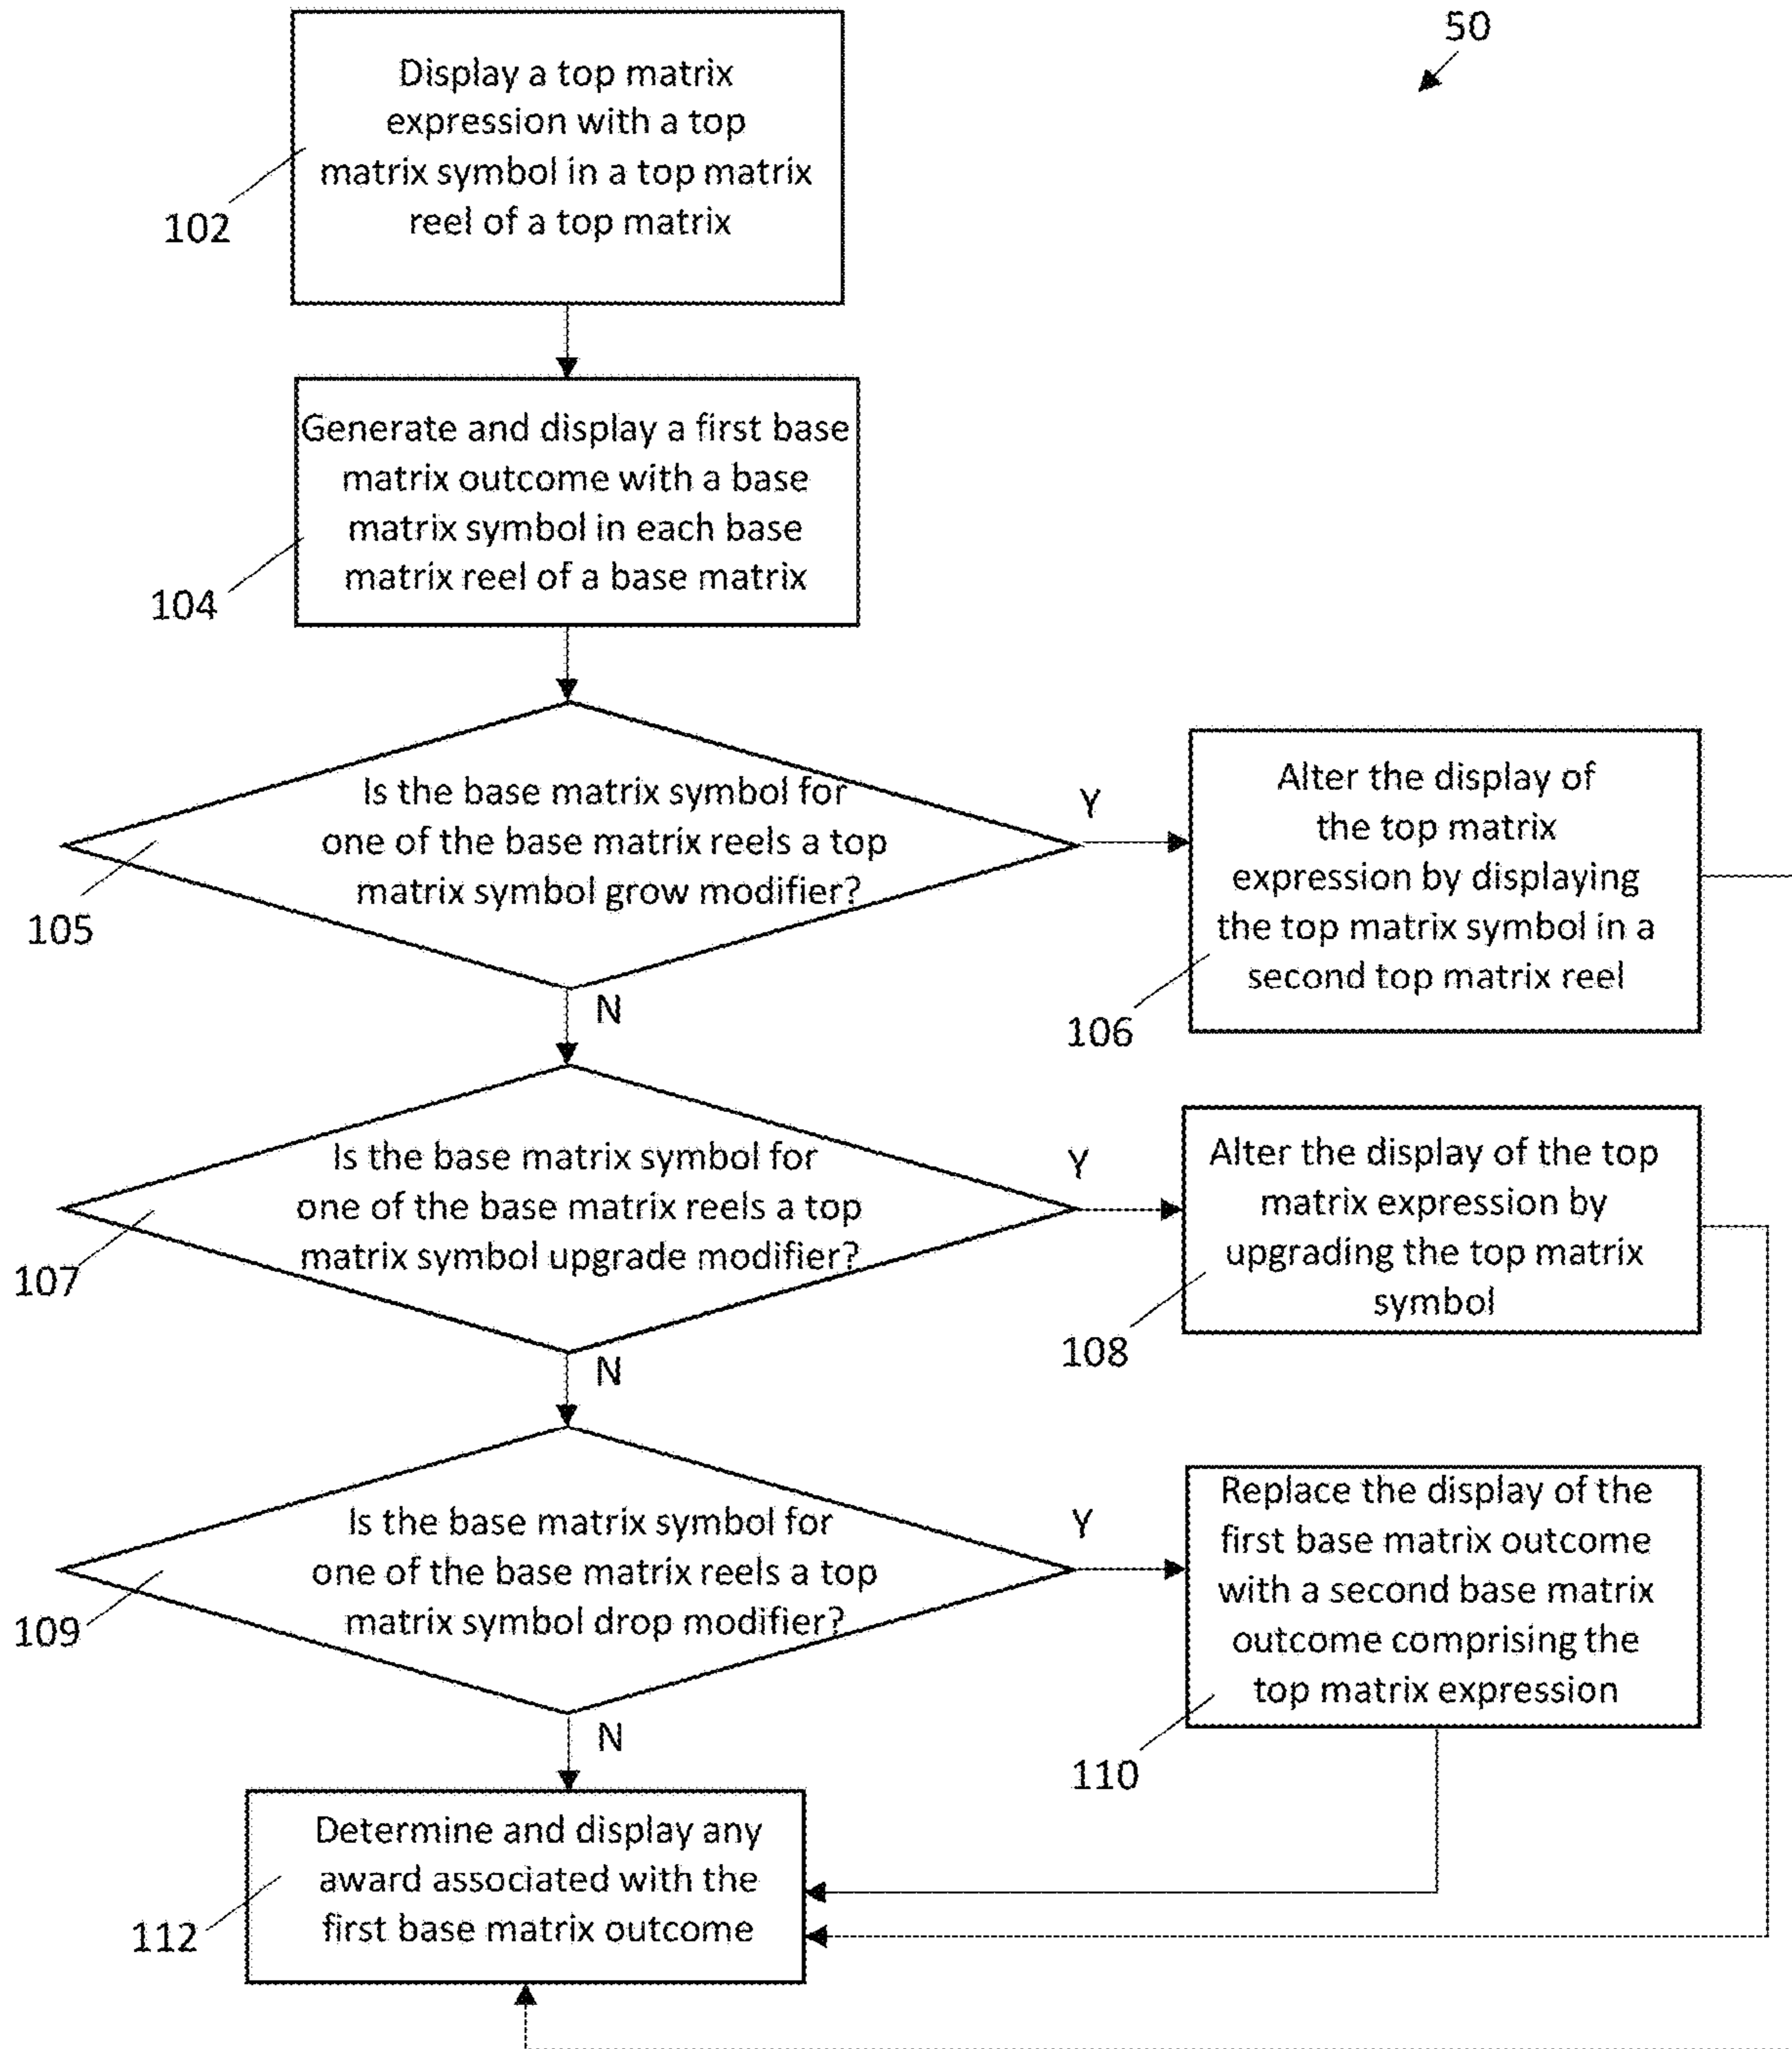 50
Display a top matrix
expression with a top
matrix symbol in a top matrix
reel of a top matrix
102
Generate and display a first base
matrix outcome with a base
matrix symbol in each base
matrix reel of a base matrix
104
Is the base matrix symbol for
one of the base matrix reels a top
matrix symbol grow modifier?
105
Y
N
Alter the display of
the top matrix
expression by displaying
the top matrix symbol in a
second top matrix reel
106
Is the base matrix symbol for
one of the base matrix reels a top
matrix symbol upgrade modifier?
107
Y
N
Alter the display of the top
matrix expression by
upgrading the top matrix
symbol
108
Is the base matrix symbol for
one of the base matrix reels a top
matrix symbol drop modifier?
109
Y
N
Replace the display of the
first base matrix outcome
with a second base matrix
outcome comprising the
top matrix expression
110
Determine and display any
award associated with the
first base matrix outcome
112